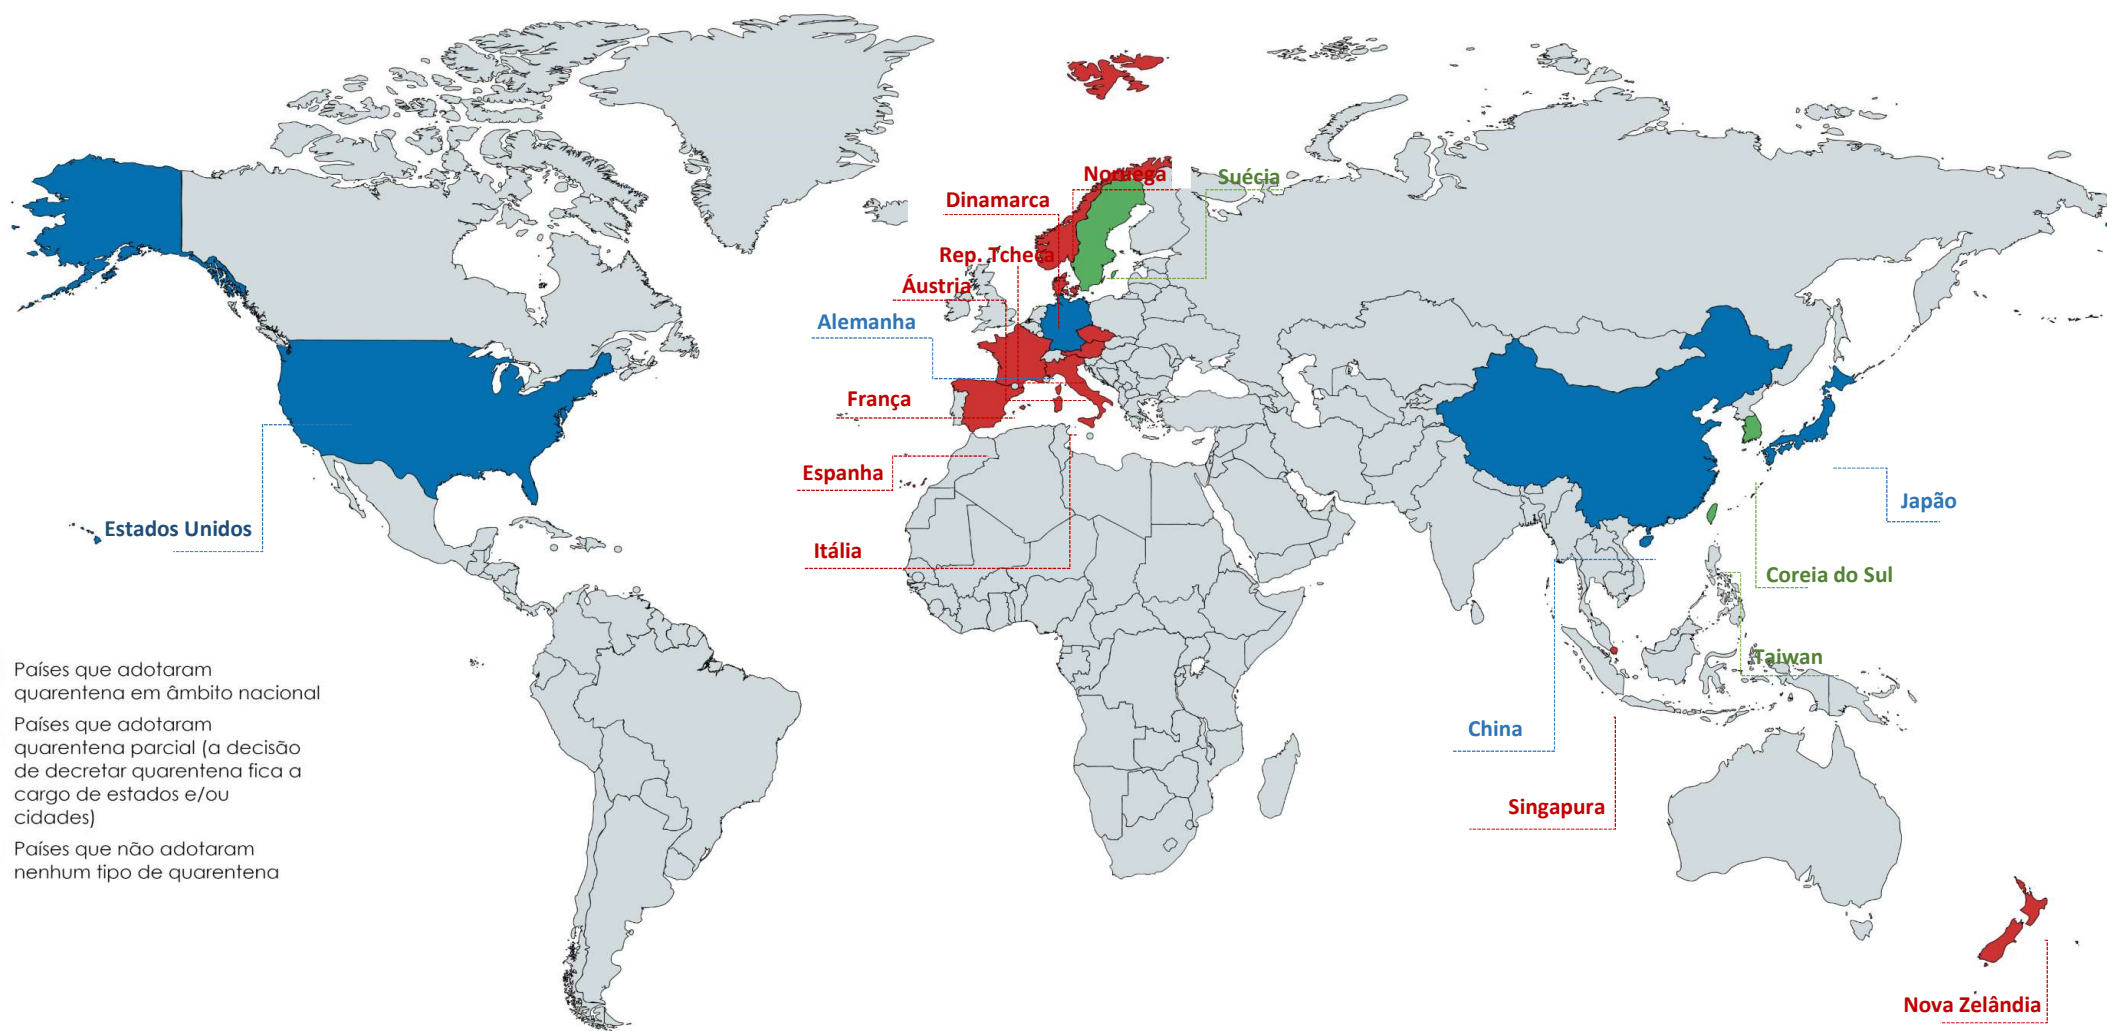 Noruega
Suécia
Dinamarca
Rep. Tcheca
Áustria
Alemanha
França
Espanha
Japão
Estados Unidos
Itália
Coreia do Sul
Taiwan
China
Singapura
Nova Zelândia
Países que adotaram
quarentena em âmbito nacional
Países que adotaram
quarentena parcial (a decisão
de decretar quarentena fica a
cargo de estados e/ou
cidades)
Países que não adotaram
nenhum tipo de quarentena